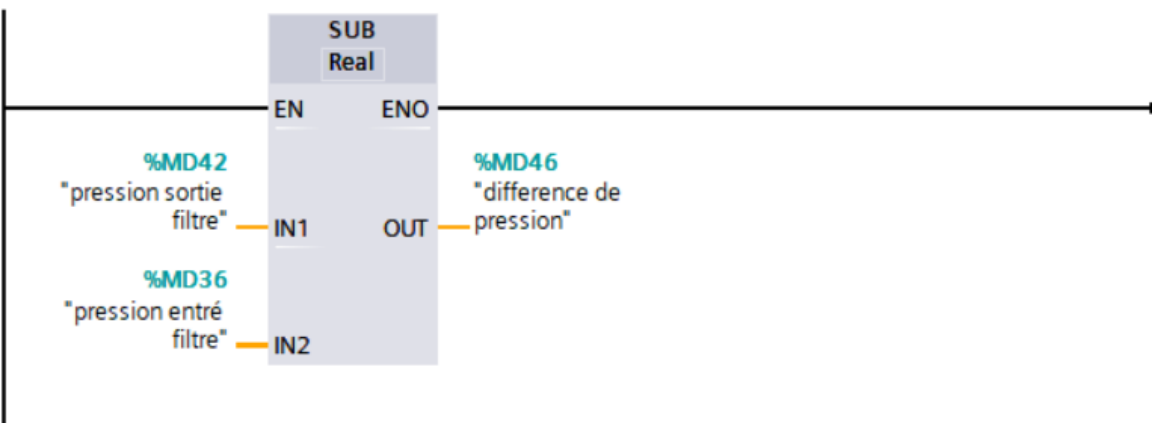 SUB
Real
EN ENO
%MD42
"pression sortie
filtre"
IN1
%MD46
"difference de
pression"
OUT
%MD36
"pression entré
filtre"
IN2